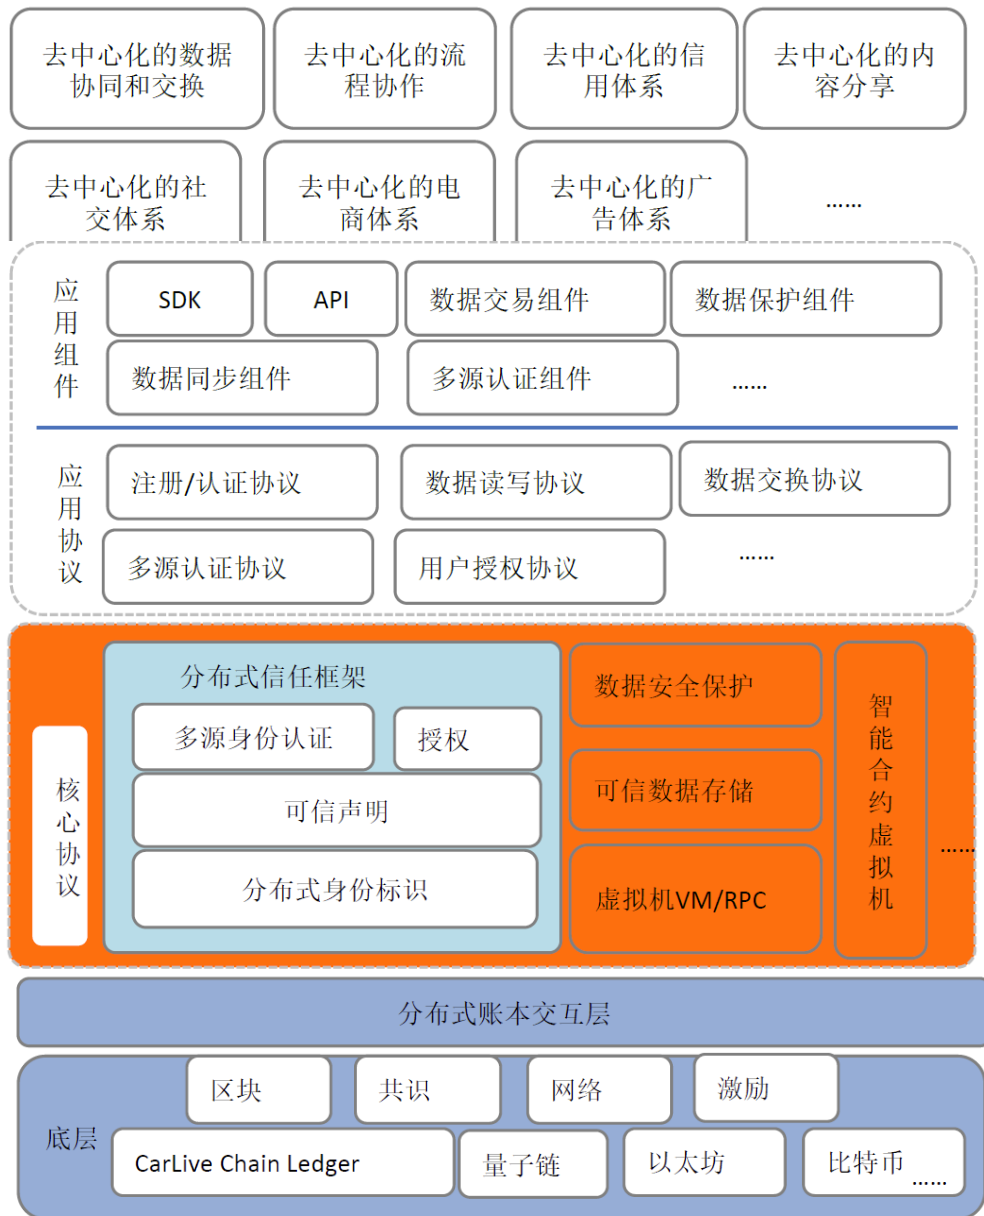 去中心化的数据
协同和交换
去中心化的流
程协作
去中心化的信
用体系
去中心化的内
容分享
去中心化的社
交体系
去中心化的电
商体系
去中心化的广
告体系
……
应用组件
SDK
API
数据交易组件
数据保护组件
数据同步组件
多源认证组件
……
应用协议
注册/认证协议
数据读写协议
数据交换协议
多源认证协议
用户授权协议
……
核心协议
分布式信任框架
多源身份认证
授权
可信声明
分布式身份标识
数据安全保护
可信数据存储
虚拟机VM/RPC
智能合约虚拟机
……
分布式账本交互层
底层
区块
共识
网络
激励
CarLive Chain Ledger
量子链
以太坊
比特币
……